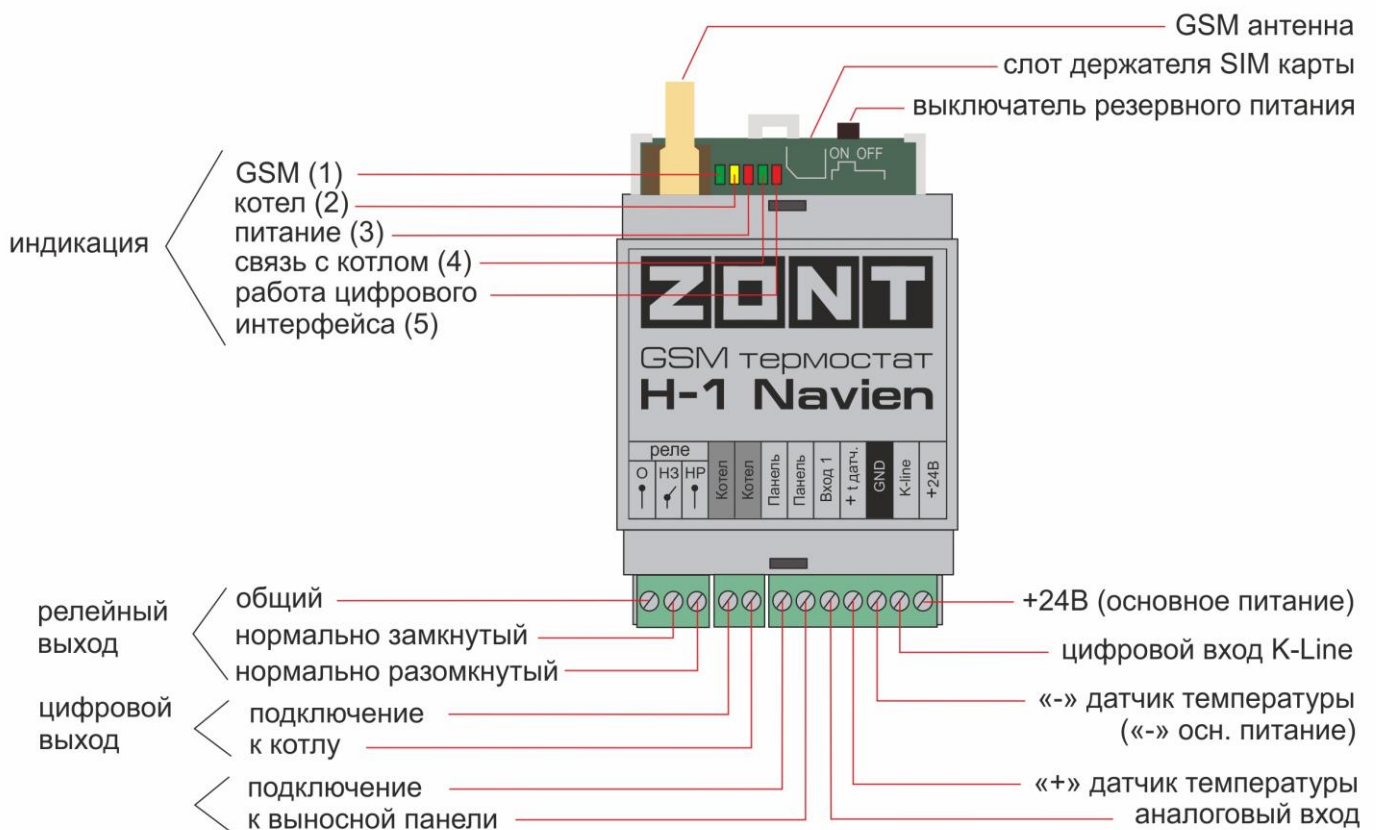 GSM антенна
слот держателя SIM карты
выключатель резервного питания
ON OFF
индикация
GSM (1)
котел (2)
питание (3)
связь с котлом (4)
работа цифрового
интерфейса (5)
ZONT
GSM термостат
H-1 Navien
реле
О НЗ НР
Котел
Котел
Панель
Панель
Вход 1
+ t датч.
GND
K-line
+24В
релейный
выход
общий
нормально замкнутый
нормально разомкнутый
цифровой
выход
подключение
к котлу
подключение
к выносной панели
+24В (основное питание)
цифровой вход K-Line
«-» датчик температуры
(«-» осн. питание)
«+» датчик температуры
аналоговый вход